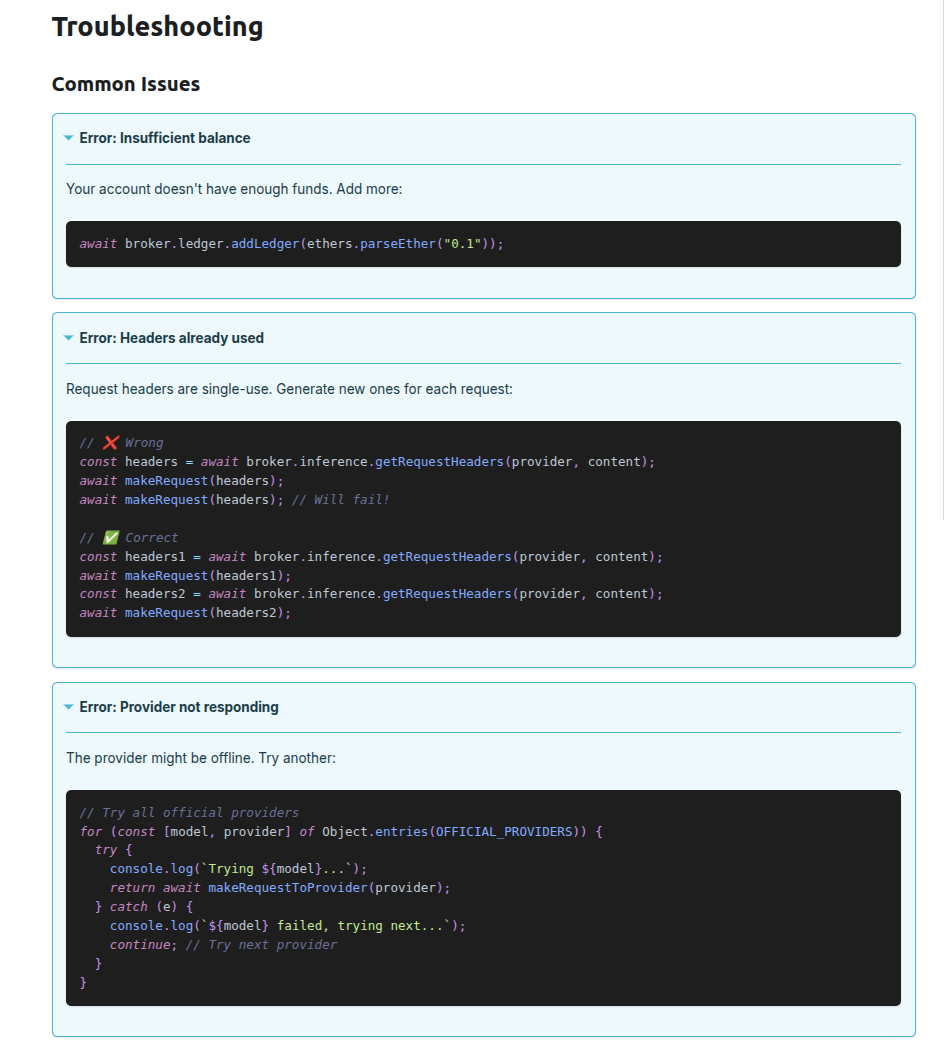 Troubleshooting
Common Issues
Error: Insufficient balance
Your account doesn't have enough funds. Add more:
await broker.ledger.addLedger(ethers.parseEther("0.1"));
Error: Headers already used
Request headers are single-use. Generate new ones for each request:
// ❌ Wrong
const headers = await broker.inference.getRequestHeaders(provider, content);
await makeRequest(headers);
await makeRequest(headers); // Will fail!
// ✅ Correct
const headers1 = await broker.inference.getRequestHeaders(provider, content);
await makeRequest(headers1);
const headers2 = await broker.inference.getRequestHeaders(provider, content);
await makeRequest(headers2);
Error: Provider not responding
The provider might be offline. Try another:
// Try all official providers
for (const [model, provider] of Object.entries(OFFICIAL_PROVIDERS)) {
  try {
    console.log(`Trying ${model}...`);
    return await makeRequestToProvider(provider);
  } catch (e) {
    console.log(`${model} failed, trying next...`);
    continue; // Try next provider
  }
}